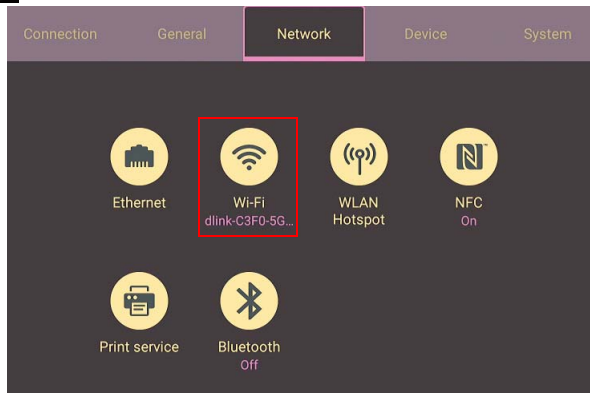 Connection General Network Device System
Ethernet Wi-Fi WLAN NFC
dlink-C3F0-5G... Hotspot On
Print service Bluetooth
Off